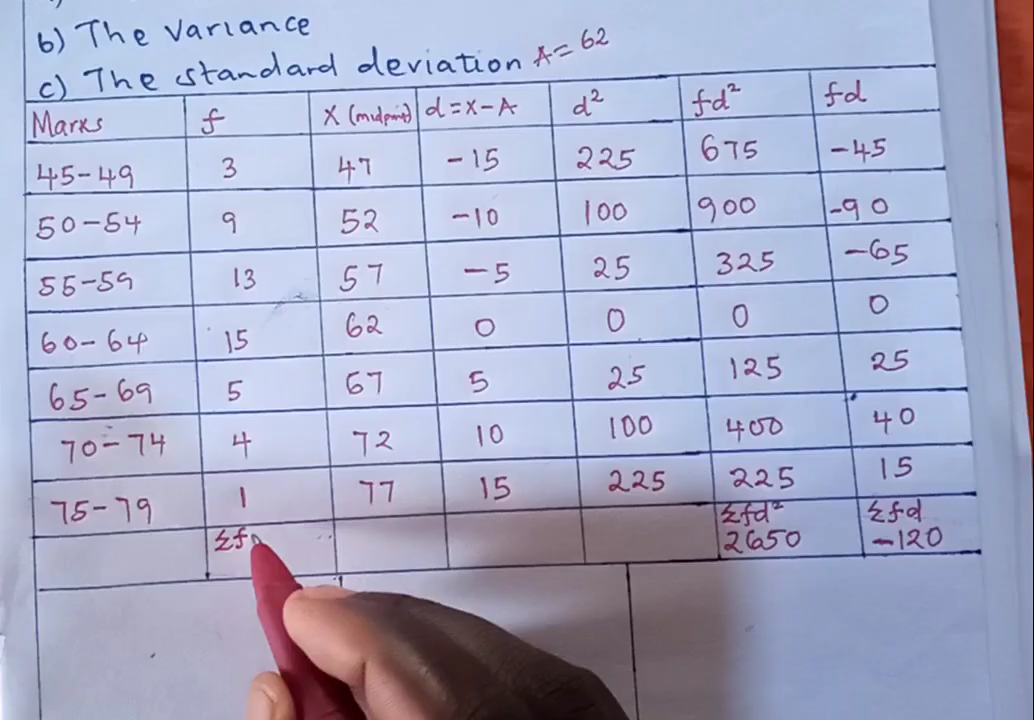 b) The variance
c) The standard deviation A=62
Marks f X (midpoint) d=X-A d² fd² fd
45-49 3 47 -15 225 675 -45
50-54 9 52 -10 100 900 -90
55-59 13 57 -5 25 325 -65
60-64 15 62 0 0 0 0
65-69 5 67 5 25 125 25
70-74 4 72 10 100 400 40
75-79 1 77 15 225 225 15
Σf Σfd² Σfd
2650 -120